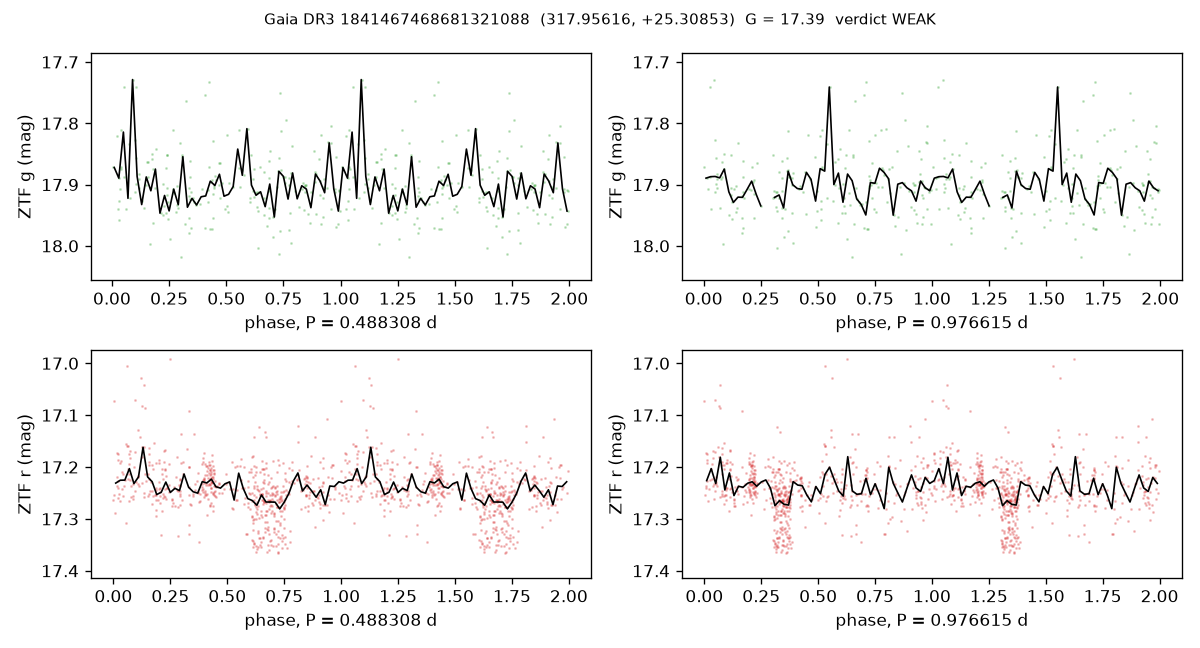 Gaia DR3 1841467468681321088 (317.95616, +25.30853) G = 17.39 verdict WEAK
17.7
17.8
17.9
18.0
ZTF g (mag)
0.00 0.25 0.50 0.75 1.00 1.25 1.50 1.75 2.00
phase, P = 0.488308 d
17.7
17.8
17.9
18.0
ZTF g (mag)
0.00 0.25 0.50 0.75 1.00 1.25 1.50 1.75 2.00
phase, P = 0.976615 d
17.0
17.1
17.2
17.3
17.4
ZTF r (mag)
0.00 0.25 0.50 0.75 1.00 1.25 1.50 1.75 2.00
phase, P = 0.488308 d
17.0
17.1
17.2
17.3
17.4
ZTF r (mag)
0.00 0.25 0.50 0.75 1.00 1.25 1.50 1.75 2.00
phase, P = 0.976615 d